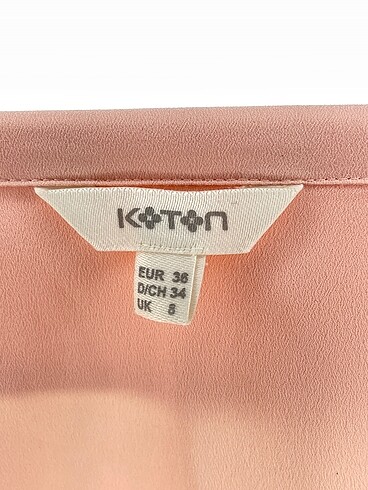 KOTON
EUR 36
D/CH 34
UK 8